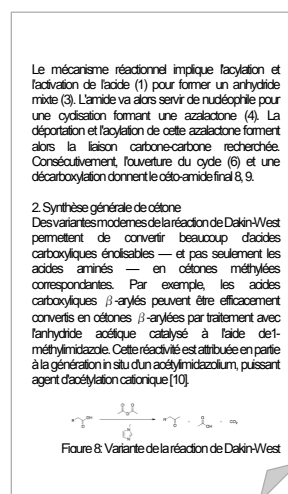 Le mécanisme réactionnel implique l'acylation et
l'activation de l'acide (1) pour former un anhydride
mixte (3). L'amide va alors servir de nucléophile pour
une cyclisation formant une azalactone (4). La
déportation et l'acylation de cette azalactone forment
alors la liaison carbone-carbone recherchée.
Consécutivement, l'ouverture du cycle (6) et une
décarboxylation donnent le céto-amide final 8, 9.
2. Synthèse générale de cétone
Des variantes modernes de la réaction de Dakin-West
permettent de convertir beaucoup d'acides
carboxyliques énolisables — et pas seulement les
acides aminés — en cétones méthylées
correspondantes. Par exemple, les acides
carboxyliques β-arylés peuvent être efficacement
convertis en cétones β-arylées par traitement avec
l'anhydride acétique catalysé à l'aide de1-
méthylimidazole. Cette réactivité est attribuée en partie
à la génération in situ d'un acétylimidazolium, puissant
agent d'acétylation cationique [10].
Figure 8: Variante de la réaction de Dakin-West